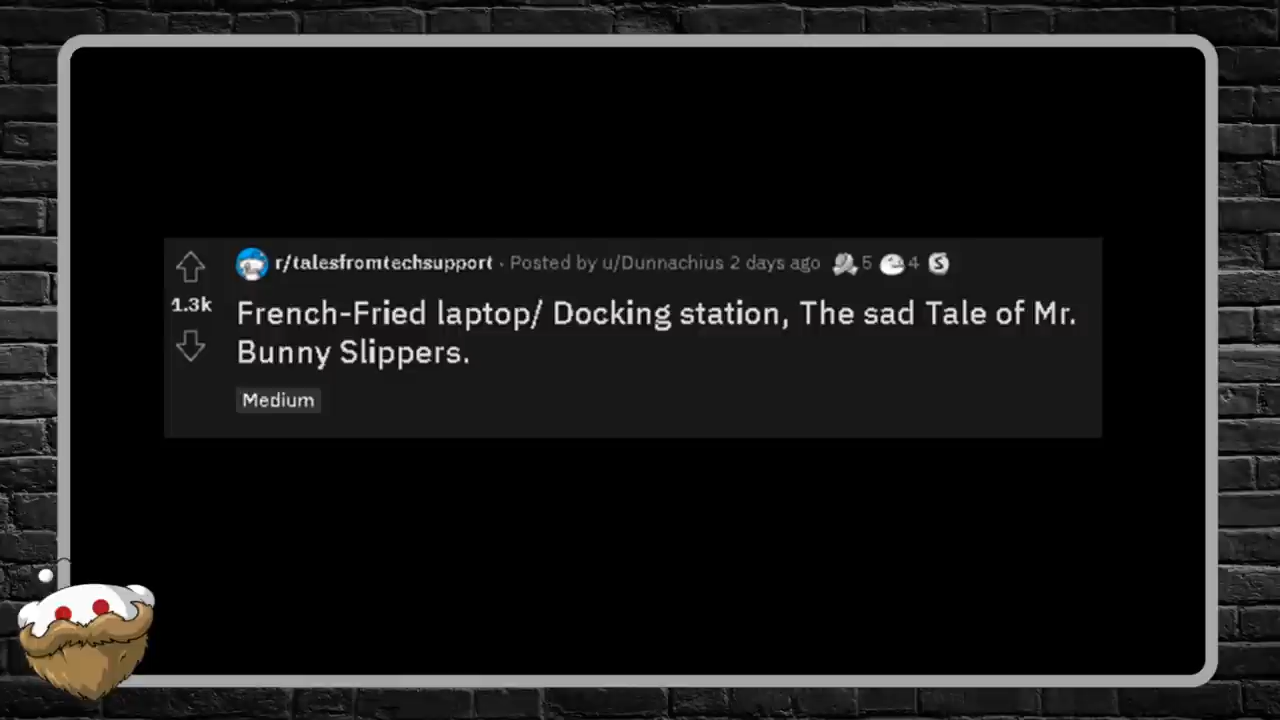 r/talesfromtechsupport · Posted by u/Dunnachius 2 days ago 5 4 S
1.3k
French-Fried laptop/ Docking station, The sad Tale of Mr.
Bunny Slippers.
Medium